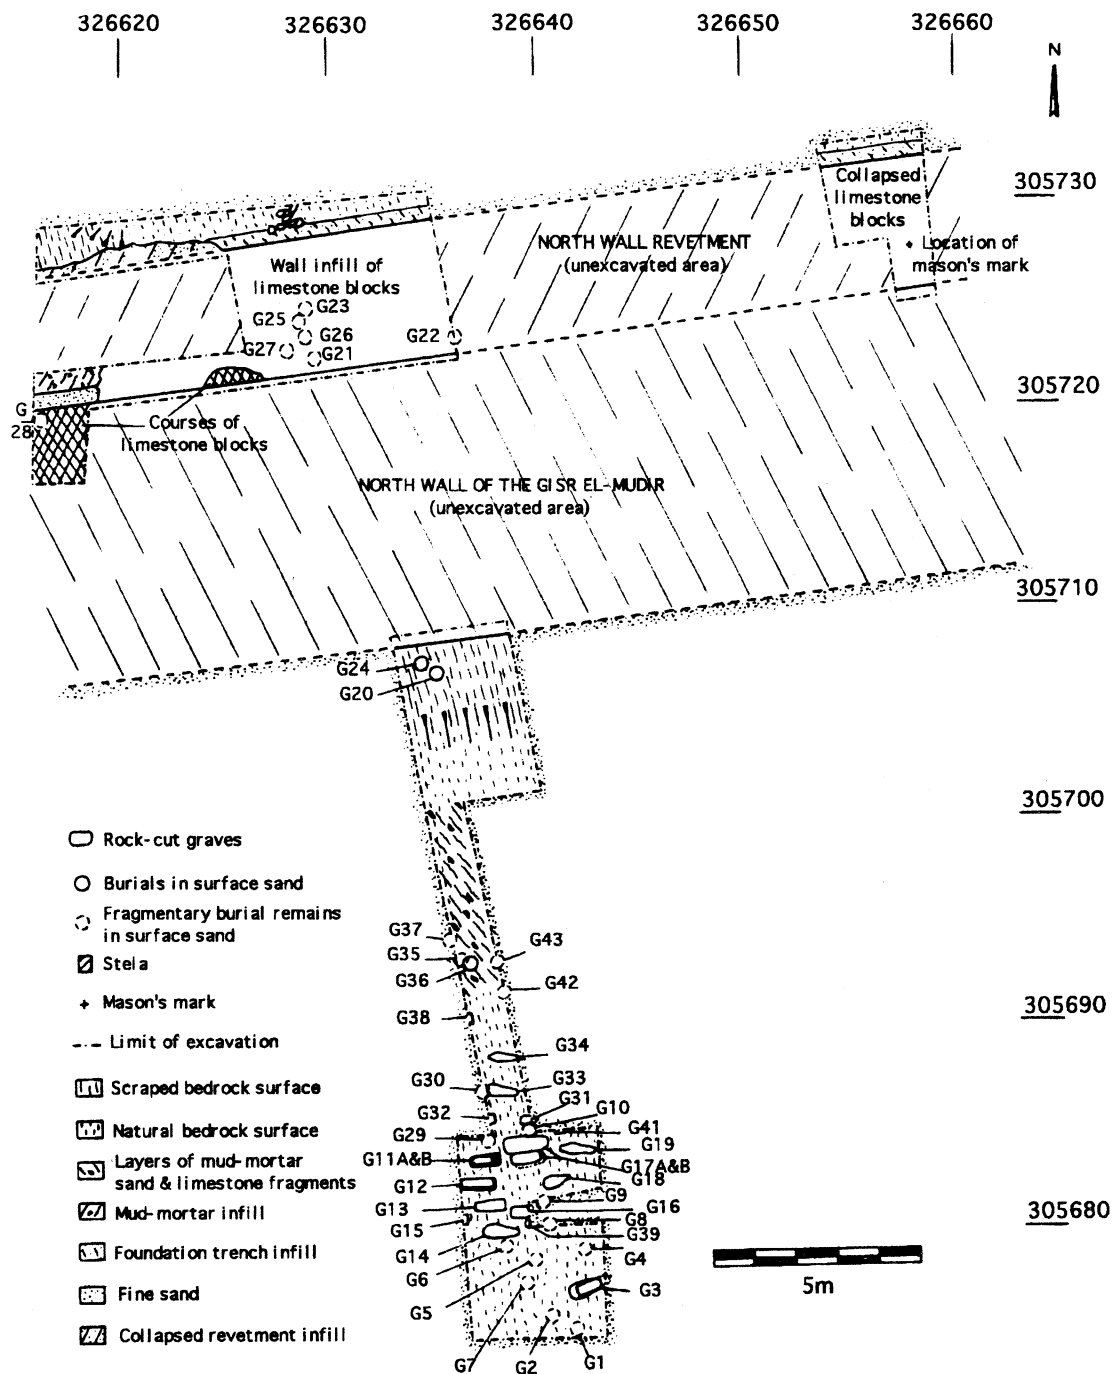 326620 326630 326640 326650 326660
N
305730
Collapsed
limestone
blocks
NORTH WALL REVETMENT
(unexcavated area)
Location of
mason's mark
Wall infill of
limestone blocks
G23
G25
G26
G22
G27
G21
305720
G
28
Courses of
limestone blocks
NORTH WALL OF THE GISR EL-MUDIR
(unexcavated area)
305710
G24
G20
305700
Rock-cut graves
Burials in surface sand
Fragmentary burial remains
in surface sand
Stela
Mason's mark
Limit of excavation
Scraped bedrock surface
Natural bedrock surface
Layers of mud-mortar
sand & limestone fragments
Mud-mortar infill
Foundation trench infill
Fine sand
Collapsed revetment infill
G37
G43
G35
G36
G42
305690
G38
G34
G30
G33
G31
G32
G10
G29
G41
G19
G11A&B
G17A&B
G12
G18
G9
G13
G16
G15
G8
305680
G39
G14
G4
G6
G3
G5
5m
G7
G2
G1